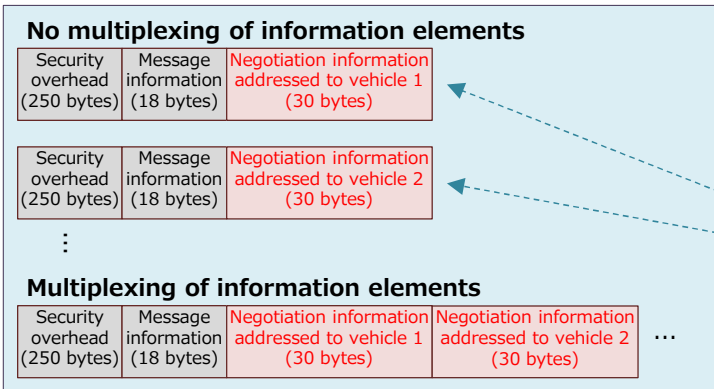 No multiplexing of information elements
Security overhead (250 bytes)
Message information (18 bytes)
Negotiation information addressed to vehicle 1 (30 bytes)
Security overhead (250 bytes)
Message information (18 bytes)
Negotiation information addressed to vehicle 2 (30 bytes)
⋮
Multiplexing of information elements
Security overhead (250 bytes)
Message information (18 bytes)
Negotiation information addressed to vehicle 1 (30 bytes)
Negotiation information addressed to vehicle 2 (30 bytes)
...